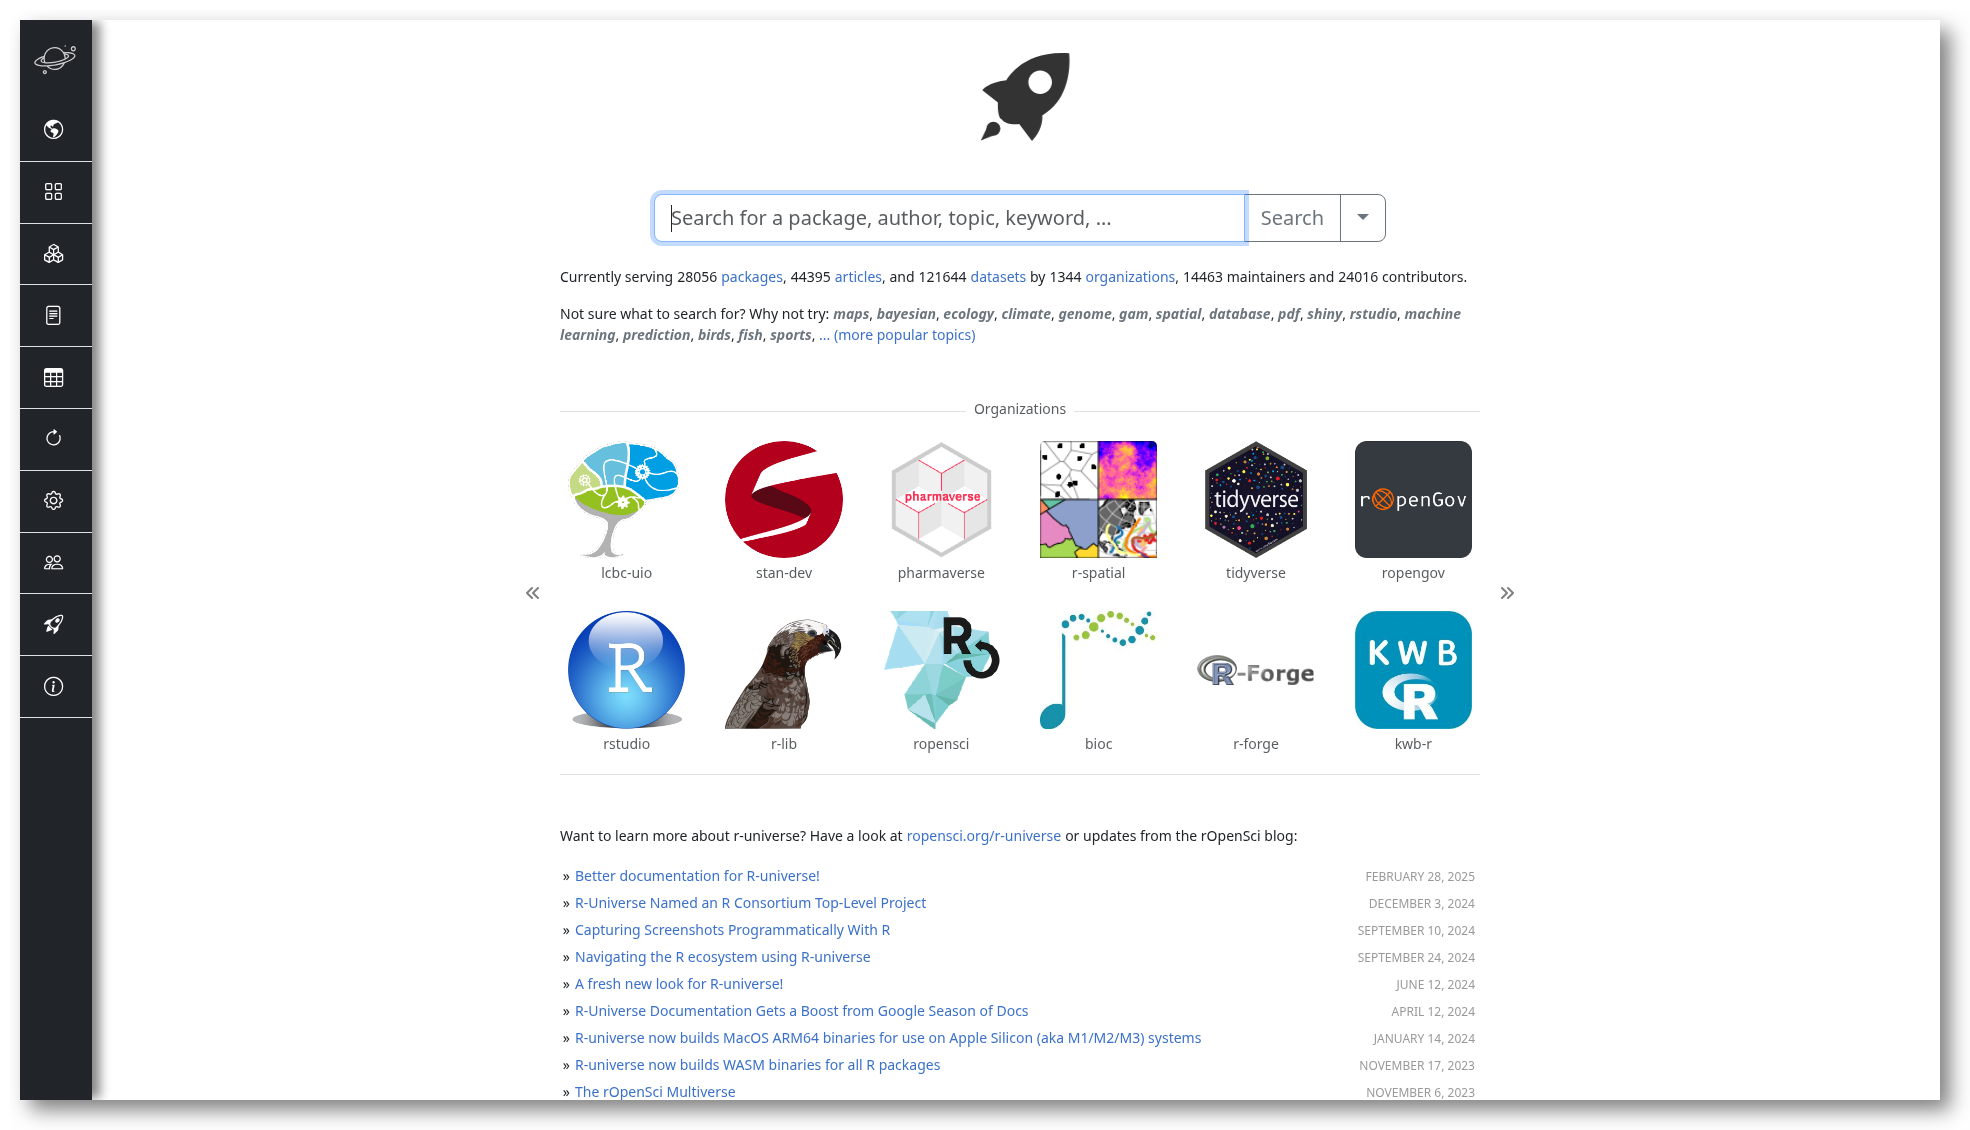 Search for a package, author, topic, keyword, ...
Search
Currently serving 28056 packages, 44395 articles, and 121644 datasets by 1344 organizations, 14463 maintainers and 24016 contributors.
Not sure what to search for? Why not try: maps, bayesian, ecology, climate, genome, gam, spatial, database, pdf, shiny, rstudio, machine
learning, prediction, birds, fish, sports, ... (more popular topics)
Organizations
pharmaverse
tidyverse
rOpenGov
lcbc-uio
stan-dev
pharmaverse
r-spatial
tidyverse
ropengov
«
»
R
R
R-Forge
KWB
R
rstudio
r-lib
ropensci
bioc
r-forge
kwb-r
Want to learn more about r-universe? Have a look at ropensci.org/r-universe or updates from the rOpenSci blog:
» Better documentation for R-universe! FEBRUARY 28, 2025
» R-Universe Named an R Consortium Top-Level Project DECEMBER 3, 2024
» Capturing Screenshots Programmatically With R SEPTEMBER 10, 2024
» Navigating the R ecosystem using R-universe SEPTEMBER 24, 2024
» A fresh new look for R-universe! JUNE 12, 2024
» R-Universe Documentation Gets a Boost from Google Season of Docs APRIL 12, 2024
» R-universe now builds MacOS ARM64 binaries for use on Apple Silicon (aka M1/M2/M3) systems JANUARY 14, 2024
» R-universe now builds WASM binaries for all R packages NOVEMBER 17, 2023
» The rOpenSci Multiverse NOVEMBER 6, 2023